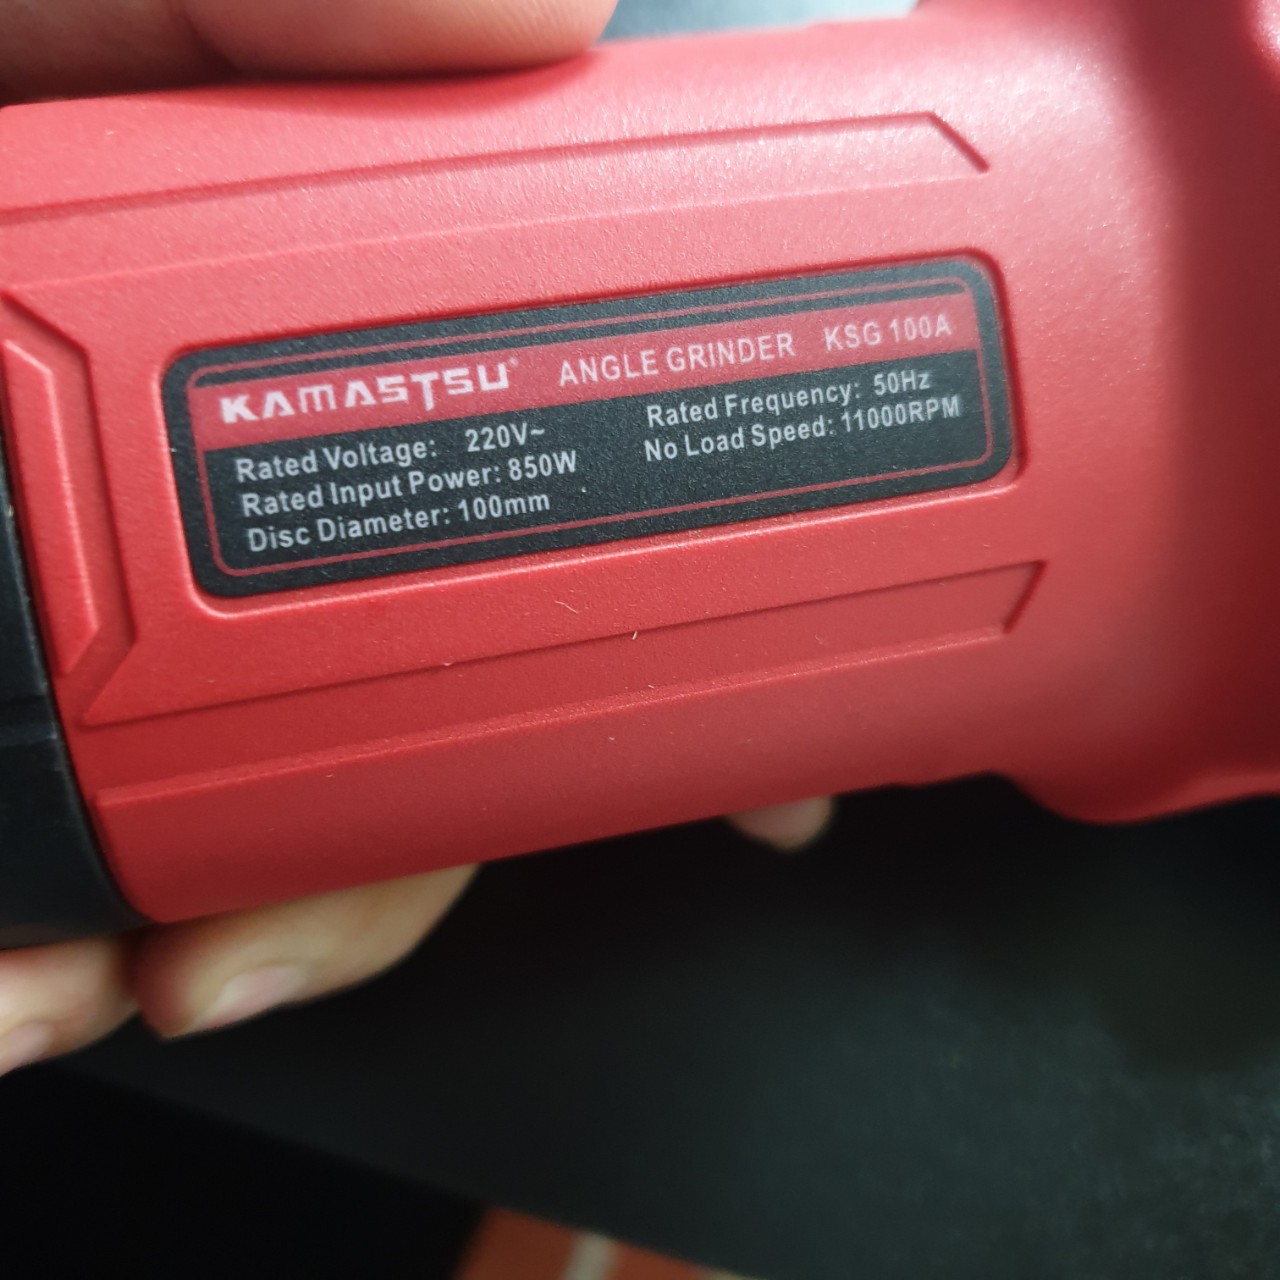 KAMASTSU® ANGLE GRINDER KSG 100A
Rated Voltage: 220V~ Rated Frequency: 50Hz
Rated Input Power: 850W No Load Speed: 11000RPM
Disc Diameter: 100mm